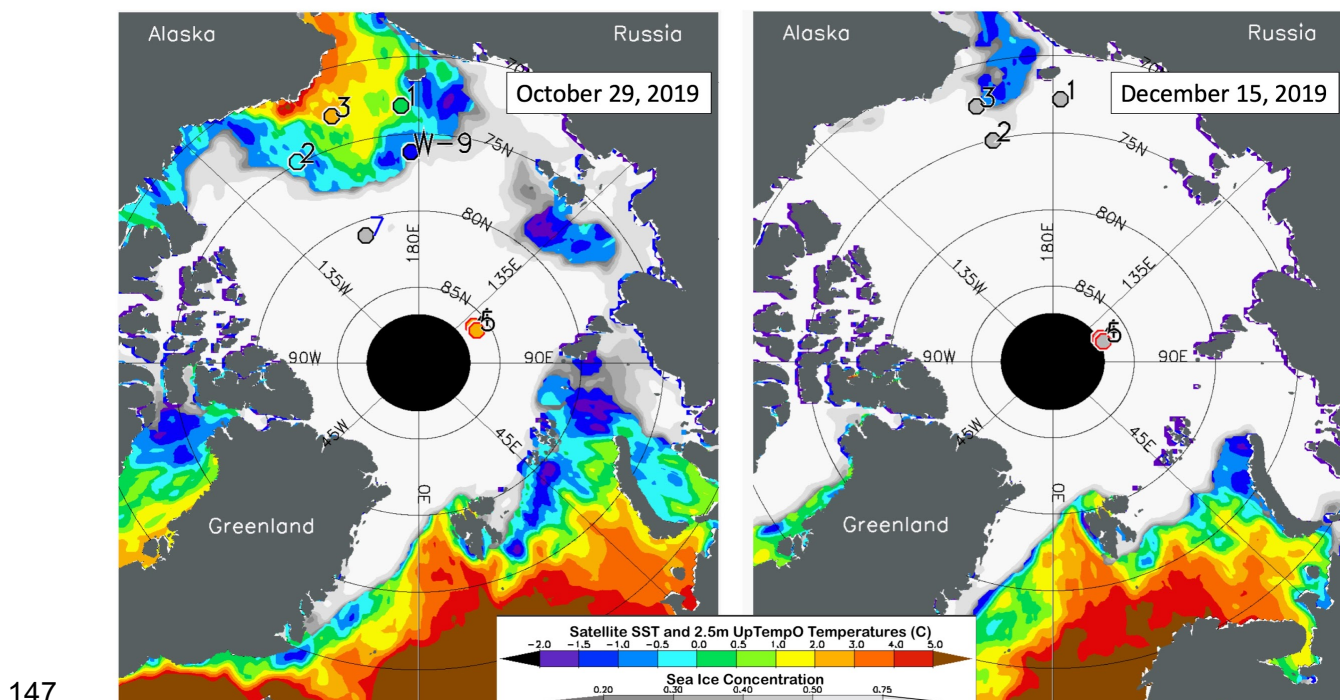 Alaska
Russia
October 29, 2019
70
3
1
2
W-9
75N
7
80N
180E
135W
135E
85N
90W
90E
45W
45E
0E
Greenland
Alaska
Russia
December 15, 2019
3
1
2
75N
80N
180E
135W
135E
85N
90W
90E
45W
45E
0E
Greenland
Satellite SST and 2.5m UpTempO Temperatures (C)
-2.0 -1.5 -1.0 -0.5 0.0 0.5 1.0 2.0 3.0 4.0 5.0
Sea Ice Concentration
0.20 0.30 0.40 0.50 0.75
147